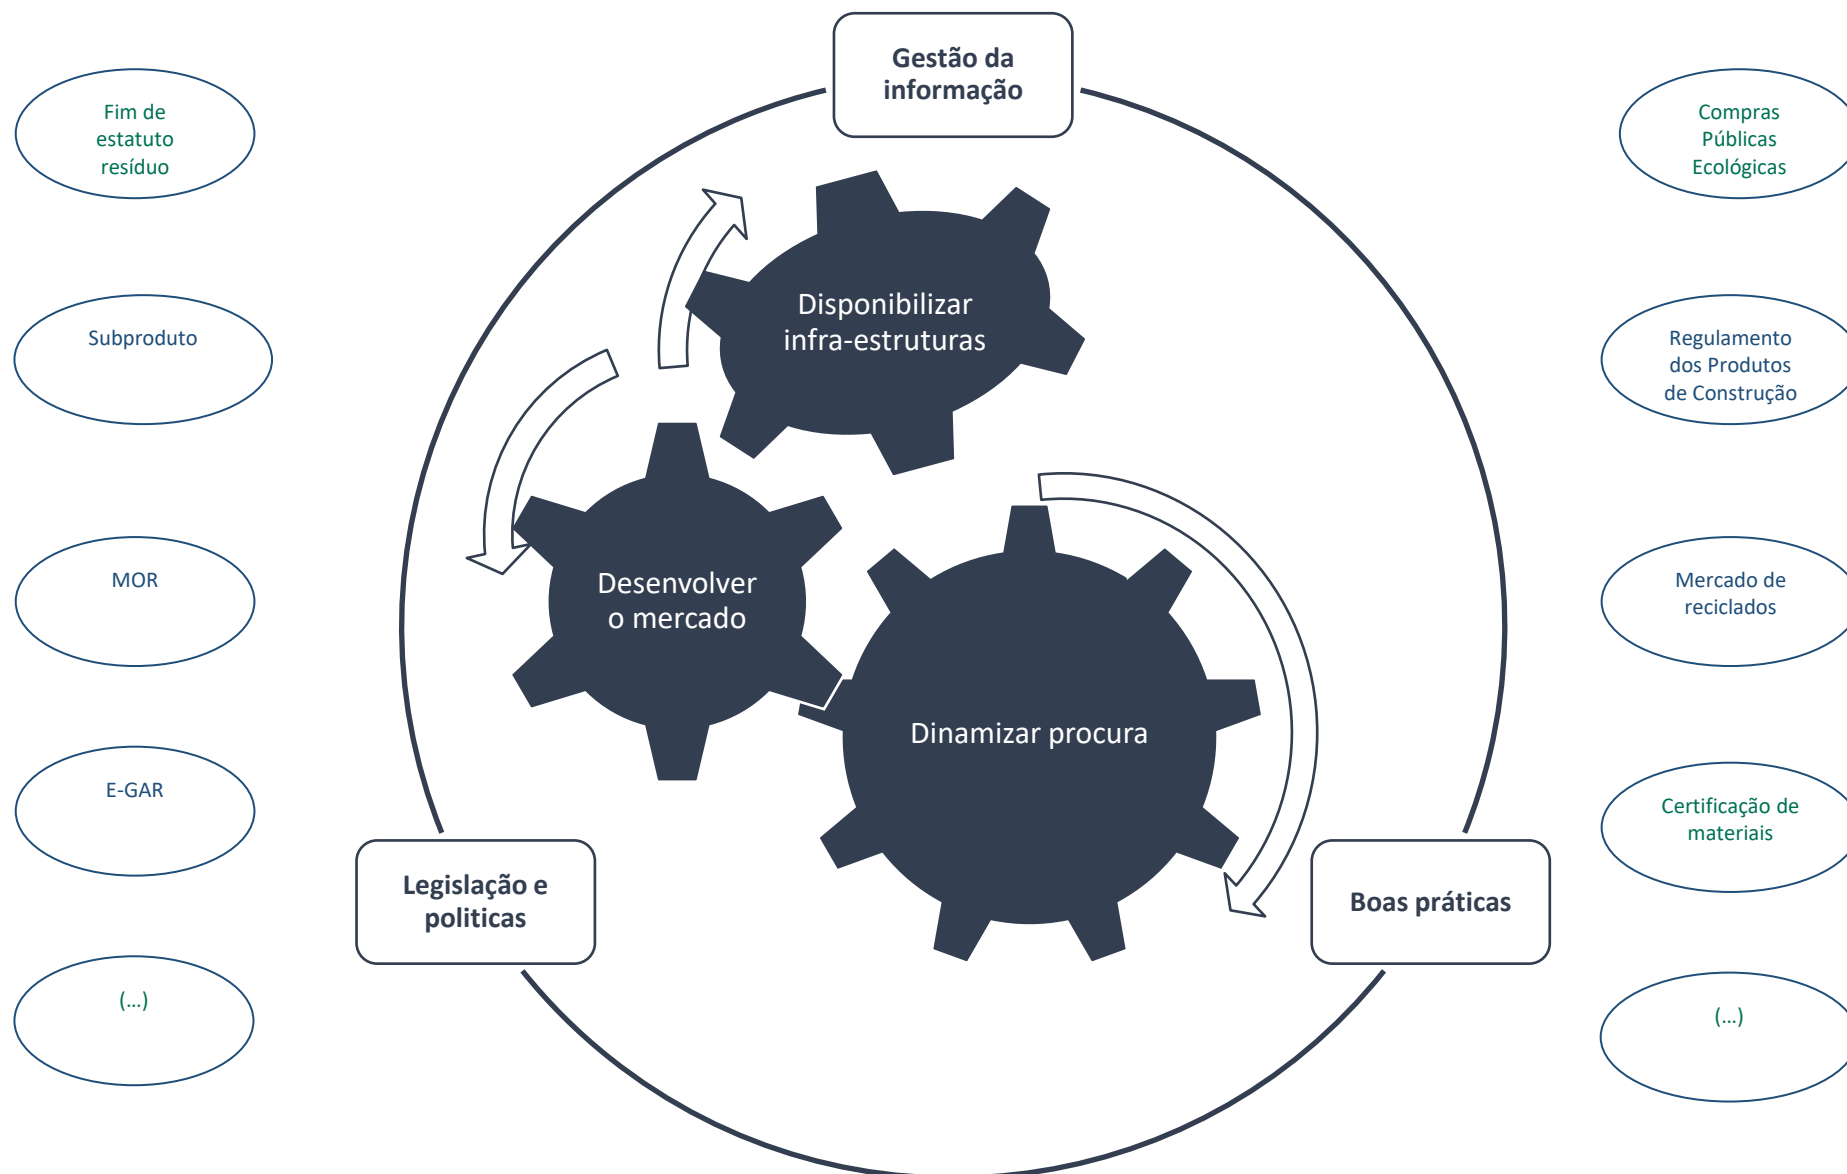 Gestão da
informação
Fim de
estatuto
resíduo
Subproduto
MOR
E-GAR
(...)
Disponibilizar
infra-estruturas
Desenvolver
o mercado
Dinamizar procura
Legislação e
politicas
Boas práticas
Compras
Públicas
Ecológicas
Regulamento
dos Produtos
de Construção
Mercado de
reciclados
Certificação de
materiais
(...)